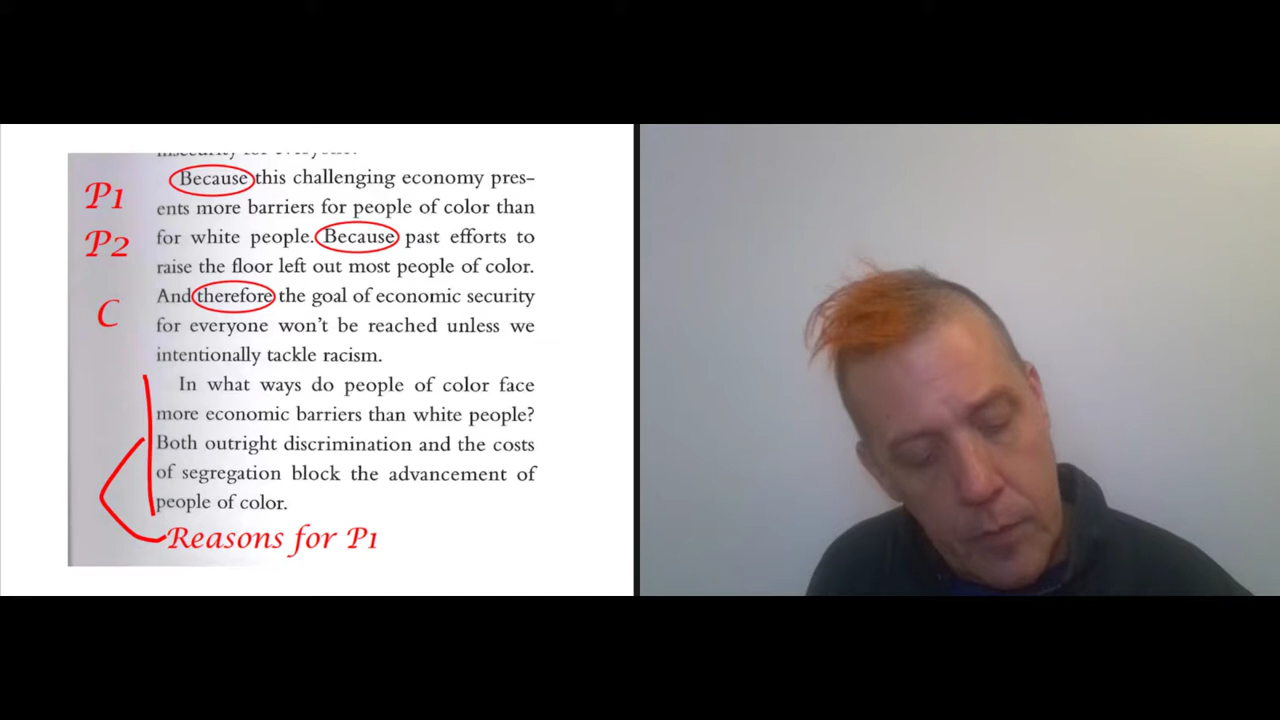 insecurity for everyone.
P1 Because this challenging economy pres-
ents more barriers for people of color than
P2 for white people. Because past efforts to
raise the floor left out most people of color.
C And therefore the goal of economic security
for everyone won't be reached unless we
intentionally tackle racism.
In what ways do people of color face
more economic barriers than white people?
Both outright discrimination and the costs
of segregation block the advancement of
people of color.
Reasons for P1